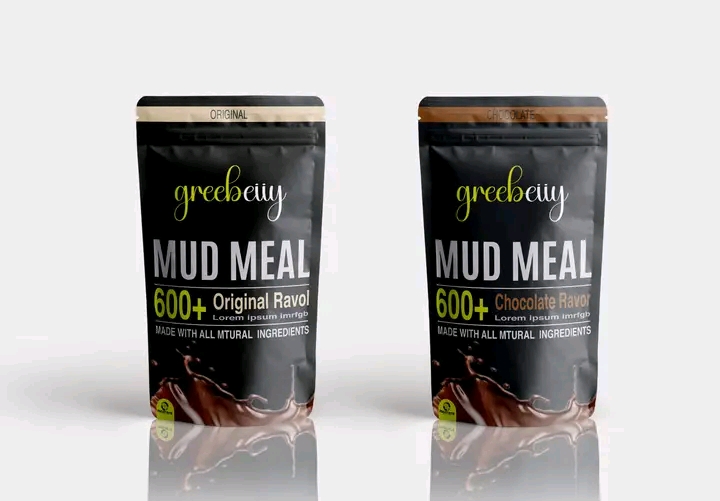 ORIGINAL
greebeiiy
MUD MEAL
600+ Original Ravol
Lorem ipsum imrfgb
MADE WITH ALL MTURAL INGREDIENTS
CHOCOLATE
greebeiiy
MUD MEAL
600+ Chocolate Ravor
Lorem ipsum imrfgb
MADE WITH ALL MTURAL INGREDIENTS